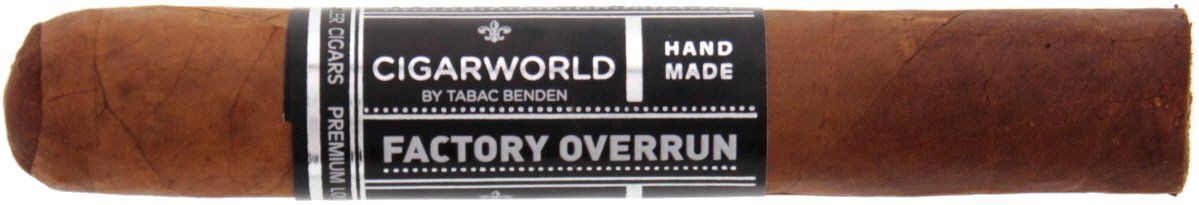 CIGARWORLD
BY TABAC BENDEN
HAND
MADE
FACTORY OVERRUN
CIGARS
PREMIUM